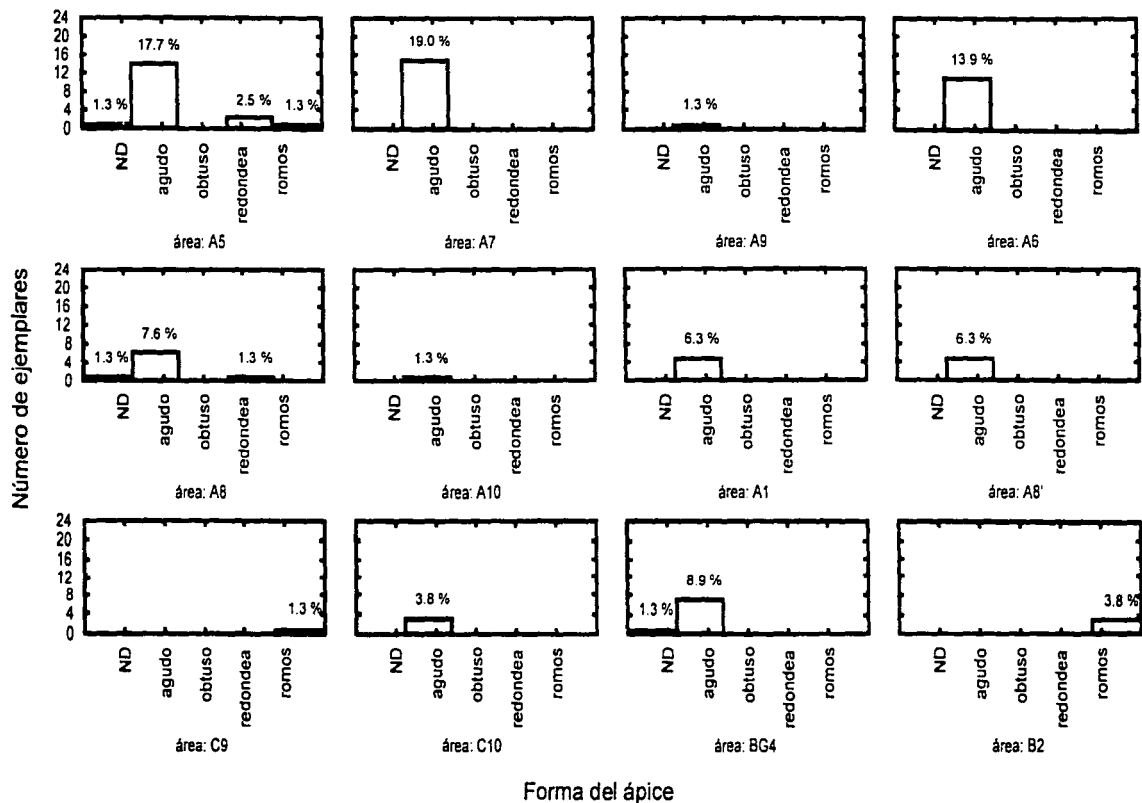 Número de ejemplares
24
20
16
12
8
4
0
1.3 %
17.7 %
2.5 %
1.3 %
ND
agudo
obtuso
redondea
romos
área: A5
19.0 %
ND
agudo
obtuso
redondea
romos
área: A7
1.3 %
ND
agudo
obtuso
redondea
romos
área: A9
13.9 %
ND
agudo
obtuso
redondea
romos
área: A6
24
20
16
12
8
4
0
1.3 %
7.6 %
1.3 %
ND
agudo
obtuso
redondea
romos
área: A8
1.3 %
ND
agudo
obtuso
redondea
romos
área: A10
6.3 %
ND
agudo
obtuso
redondea
romos
área: A1
6.3 %
ND
agudo
obtuso
redondea
romos
área: A8'
24
20
16
12
8
4
0
1.3 %
ND
agudo
obtuso
redondea
romos
área: C9
3.8 %
ND
agudo
obtuso
redondea
romos
área: C10
1.3 %
8.9 %
ND
agudo
obtuso
redondea
romos
área: BG4
3.8 %
ND
agudo
obtuso
redondea
romos
área: B2
Forma del ápice